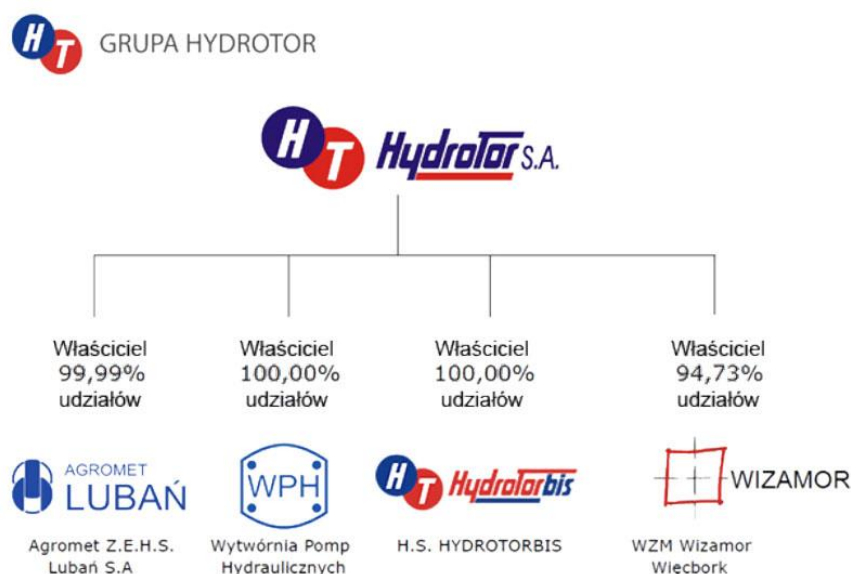 HT GRUPA HYDROTOR
HT HydroTor S.A.
Właściciel
99,99%
udziałów
Właściciel
100,00%
udziałów
Właściciel
100,00%
udziałów
Właściciel
94,73%
udziałów
AGROMET
LUBAŃ
WPH
HT HydroTorbis
WIZAMOR
Agromet Z.E.H.S.
Lubań S.A
Wytwórnia Pomp
Hydraulicznych
H.S. HYDROTORBIS
WZM Wizamor
Więcbork